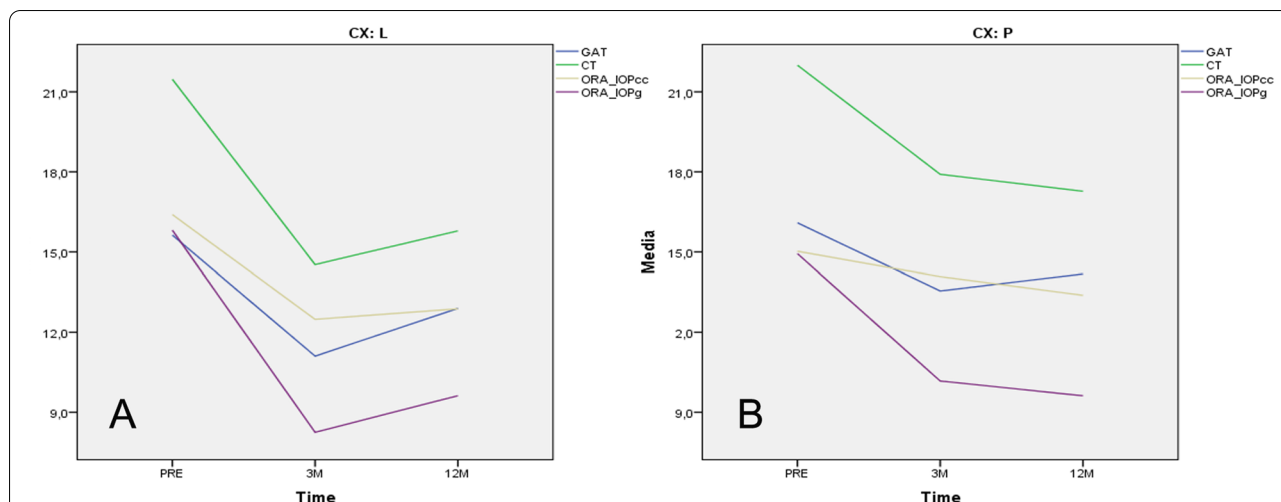 CX: L
GAT
CT
ORA_IOPcc
ORA_IOPg
21,0
18,0
15,0
12,0
9,0
A
PRE
3M
12M
Time
CX: P
GAT
CT
ORA_IOPcc
ORA_IOPg
Media
21,0
18,0
15,0
2,0
9,0
B
PRE
3M
12M
Time